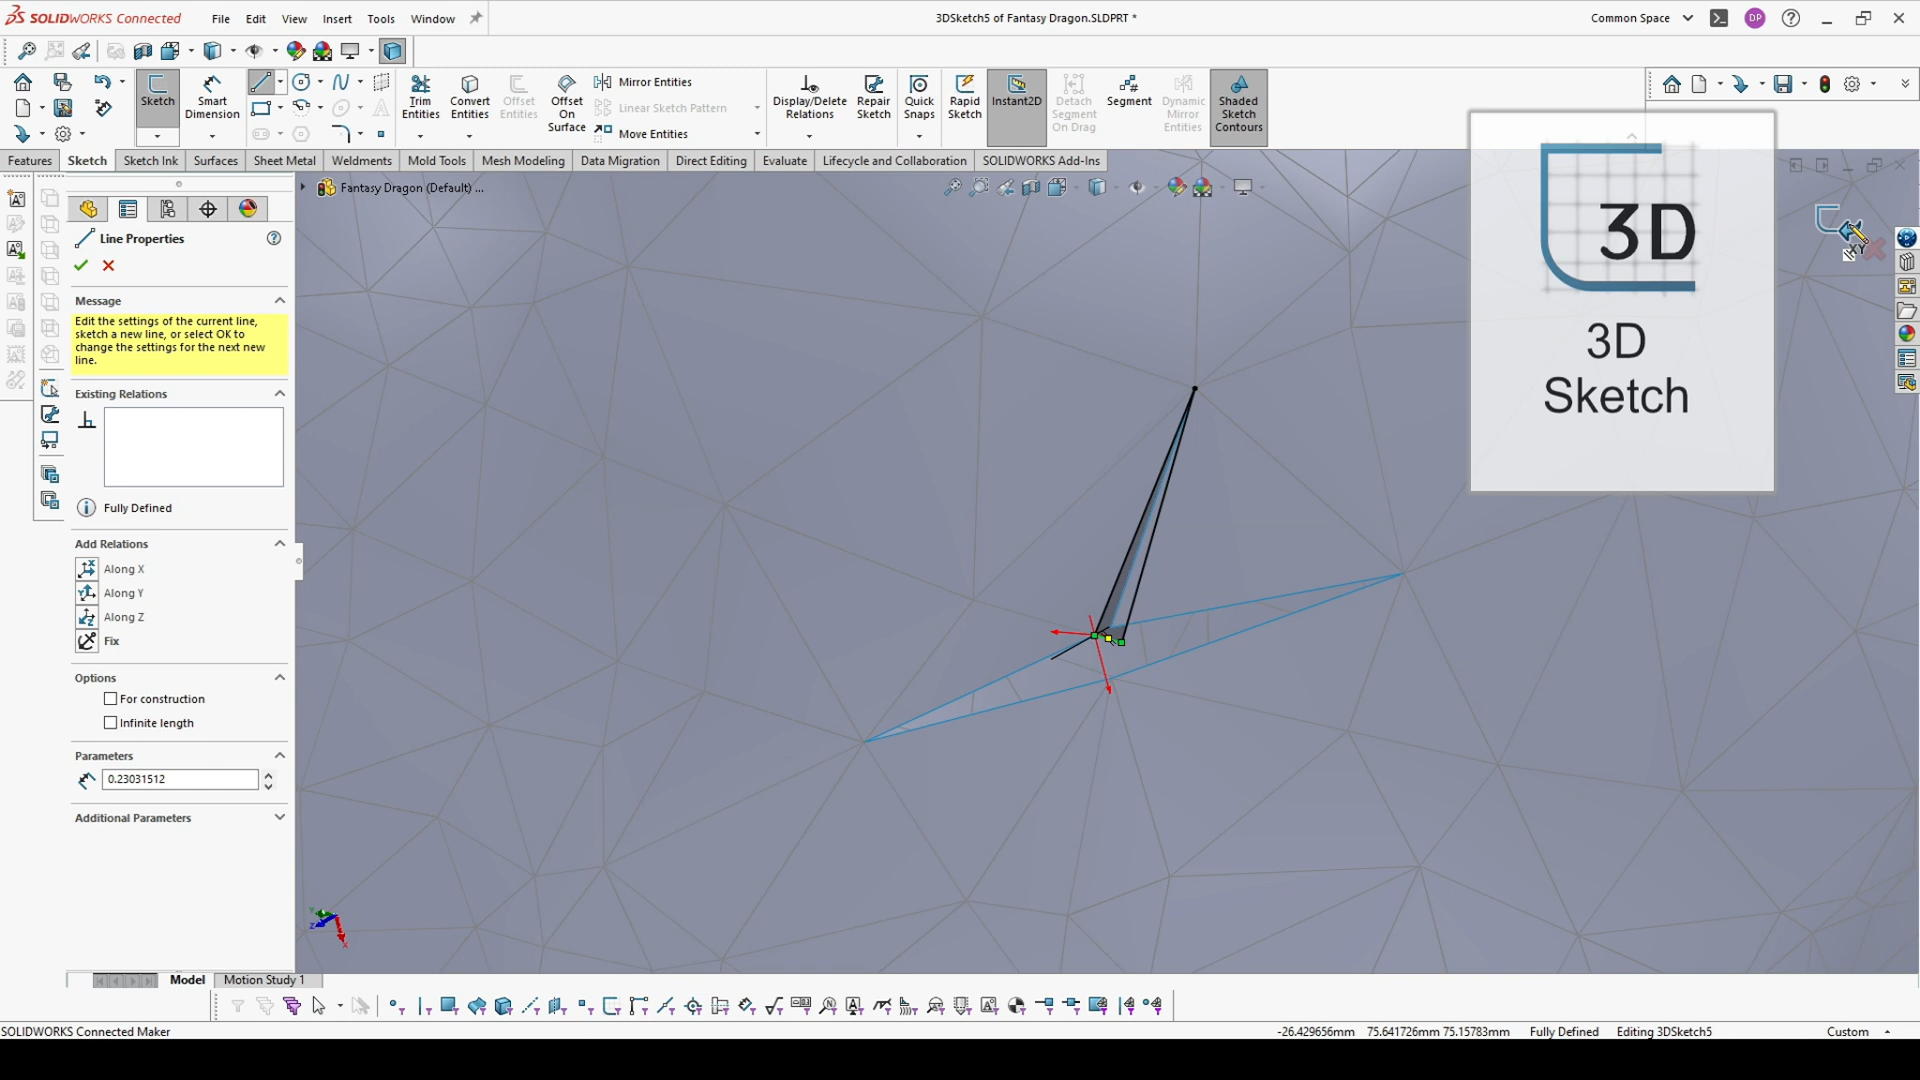 SOLIDWORKS Connected
File Edit View Insert Tools Window
3DSketch5 of Fantasy Dragon.SLDPRT *
Common Space
DP
Sketch
Smart Dimension
Trim Entities
Convert Entities
Offset Entities
Offset On Surface
Mirror Entities
Linear Sketch Pattern
Move Entities
Display/Delete Relations
Repair Sketch
Quick Snaps
Rapid Sketch
Instant2D
Detach Segment On Drag
Segment
Dynamic Mirror Entities
Shaded Sketch Contours
Features Sketch Sketch Ink Surfaces Sheet Metal Weldments Mold Tools Mesh Modeling Data Migration Direct Editing Evaluate Lifecycle and Collaboration SOLIDWORKS Add-Ins
Fantasy Dragon (Default) ...
Line Properties
Message
Edit the settings of the current line,
sketch a new line, or select OK to
change the settings for the next new
line.
Existing Relations
Fully Defined
Add Relations
Along X
Along Y
Along Z
Fix
Options
For construction
Infinite length
Parameters
0.23031512
Additional Parameters
3D
3D
Sketch
XY
Model Motion Study 1
SOLIDWORKS Connected Maker
-26.429656mm 75.641726mm 75.15783mm Fully Defined Editing 3DSketch5 Custom